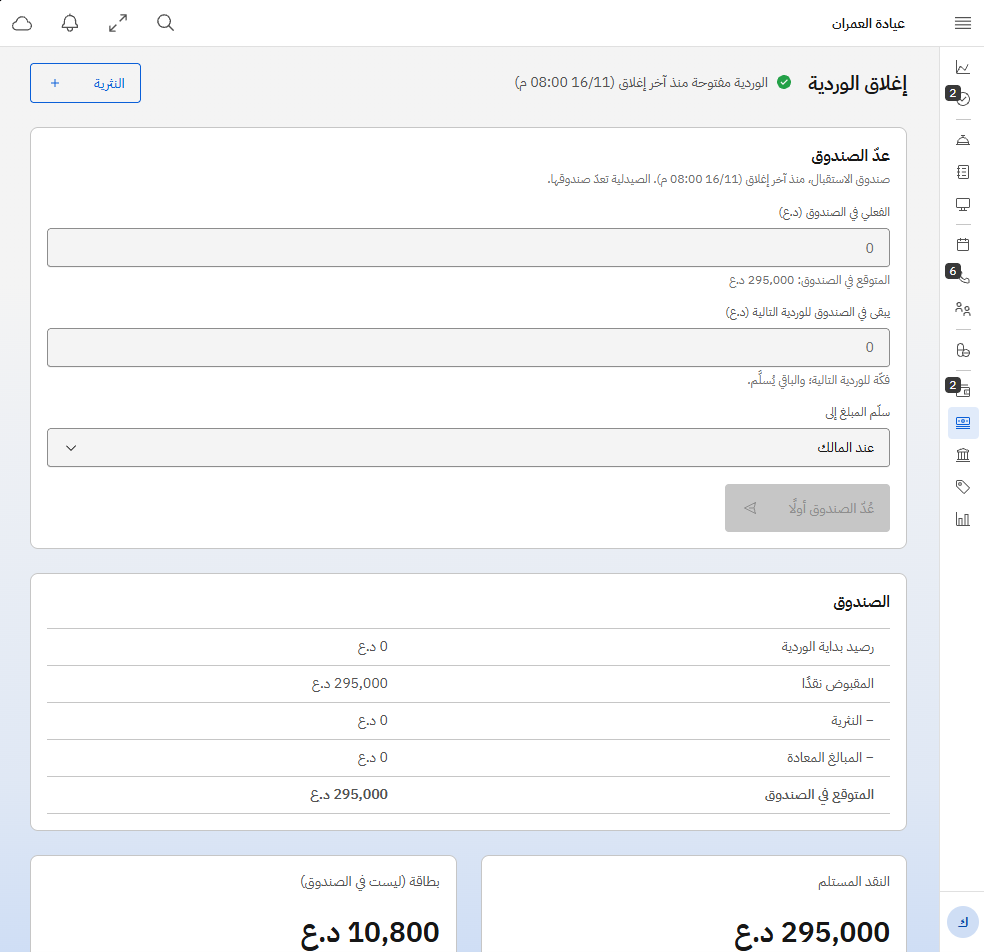 عيادة العمران
إغلاق الوردية
الوردية مفتوحة منذ آخر إغلاق (16/11 08:00 م)
النثرية +
عدّ الصندوق
صندوق الاستقبال، منذ آخر إغلاق (16/11 08:00 م). الصيدلية تعدّ صندوقها.
الفعلي في الصندوق (د.ع)
0
المتوقع في الصندوق: 295,000 د.ع
يبقى في الصندوق للوردية التالية (د.ع)
0
فكّة للوردية التالية؛ والباقي يُسلَّم.
سلّم المبلغ إلى
عند المالك
عُدّ الصندوق أولًا
الصندوق
رصيد بداية الوردية 0 د.ع
المقبوض نقدًا 295,000 د.ع
− النثرية 0 د.ع
− المبالغ المعادة 0 د.ع
المتوقع في الصندوق 295,000 د.ع
النقد المستلم
295,000 د.ع
بطاقة (ليست في الصندوق)
10,800 د.ع
2
6
2
ك